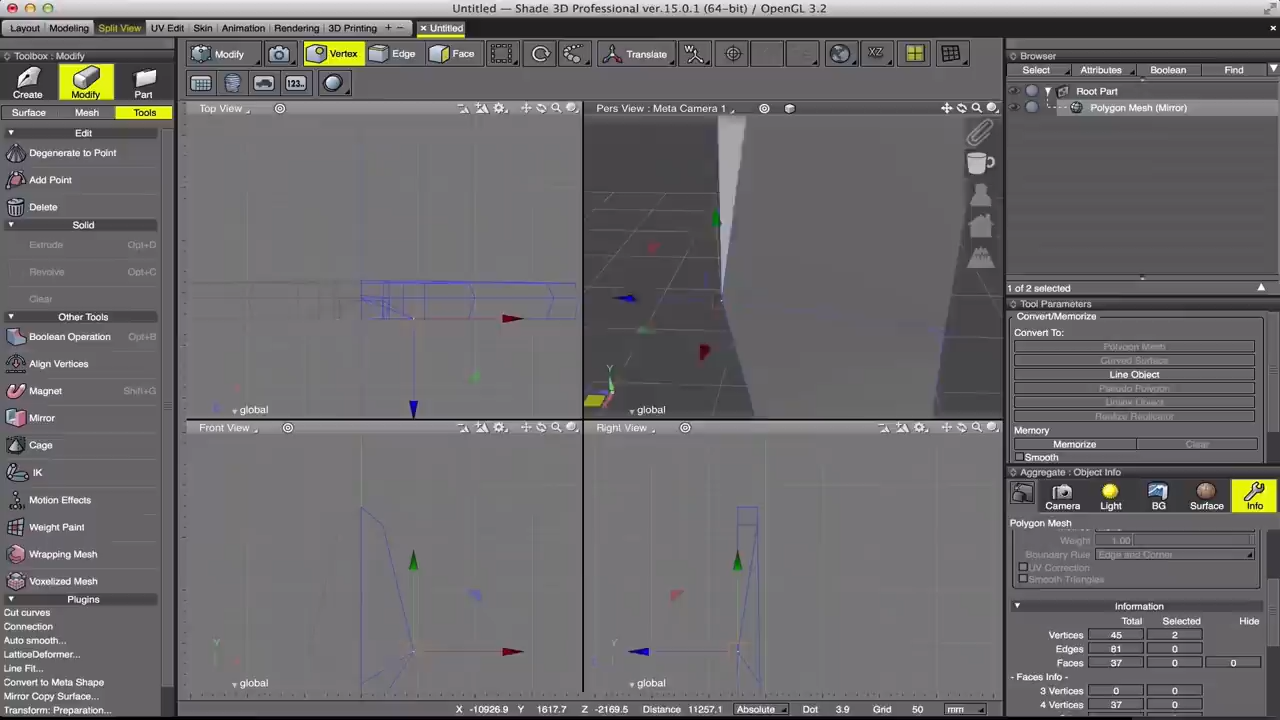 Untitled — Shade 3D Professional ver.15.0.1 (64-bit) / OpenGL 3.2
Layout Modeling Split View UV Edit Skin Animation Rendering 3D Printing + − × Untitled
Toolbox: Modify
Create Modify Part
Surface Mesh Tools
Edit
Degenerate to Point
Add Point
Delete
Solid
Extrude Opt+D
Revolve Opt+C
Clear
Other Tools
Boolean Operation Opt+B
Align Vertices
Magnet Shift+G
Mirror
Cage
IK
Motion Effects
Weight Paint
Wrapping Mesh
Voxelized Mesh
Plugins
Cut curves
Connection
Auto smooth...
LatticeDeformer...
Line Fit...
Convert to Meta Shape
Mirror Copy Surface...
Transform: Preparation...
Modify Vertex Edge Face Translate W XZ
123..
Top View
global
Pers View : Meta Camera 1
Y
global
Front View
Y
global
Right View
Y
global
X -10926.9 Y 1617.7 Z -2169.5 Distance 11257.1 Absolute Dot 3.9 Grid 50 mm
Browser
Select Attributes Boolean Find
Root Part
Polygon Mesh (Mirror)
1 of 2 selected
Tool Parameters
Convert/Memorize
Convert To:
Polygon Mesh
Curved Surface
Line Object
Pseudo Polygon
Unlink Object
Realize Replicator
Memory
Memorize Clear
Smooth
Aggregate : Object Info
Camera Light BG Surface Info
Polygon Mesh
Weight 1.00
Boundary Rule Edge and Corner
UV Correction
Smooth Triangles
Information
Total Selected Hide
Vertices 45 2
Edges 81 0
Faces 37 0 0
- Faces Info -
3 Vertices 0 0
4 Vertices 37 0